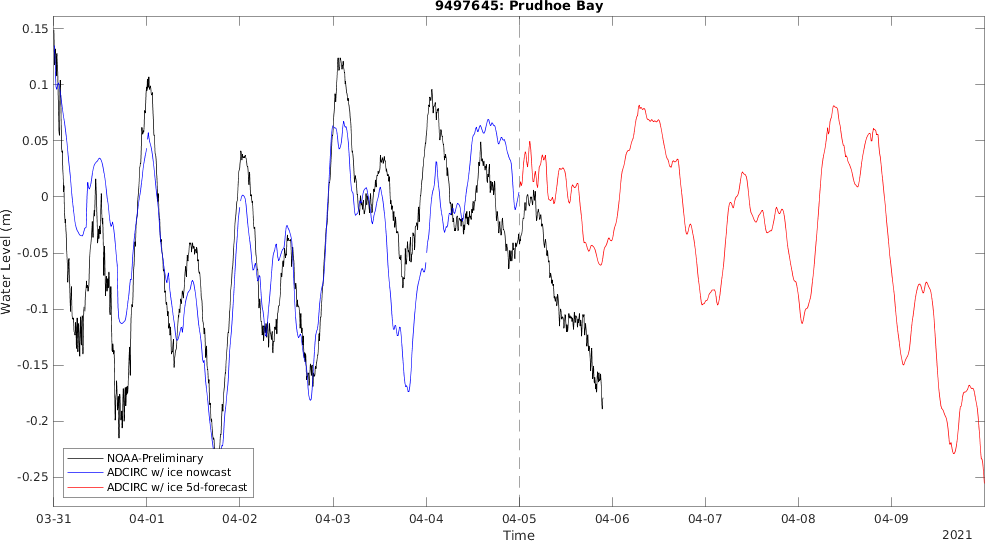 9497645: Prudhoe Bay
0.15
0.1
0.05
0
-0.05
-0.1
-0.15
-0.2
-0.25
Water Level (m)
NOAA-Preliminary
ADCIRC w/ ice nowcast
ADCIRC w/ ice 5d-forecast
03-31 04-01 04-02 04-03 04-04 04-05 04-06 04-07 04-08 04-09
Time
2021